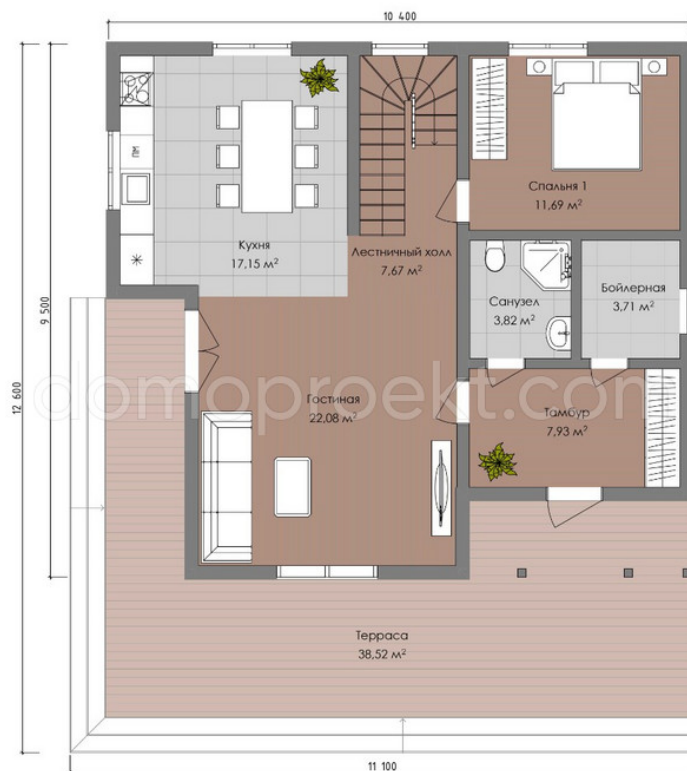 10 400
Спальня 1
11,69 м²
Кухня
17,15 м²
Лестничный холл
7,67 м²
Санузел
3,82 м²
Бойлерная
3,71 м²
9 500
12 600
domoproekt.com
Гостиная
22,08 м²
Тамбур
7,93 м²
Терраса
38,52 м²
11 100